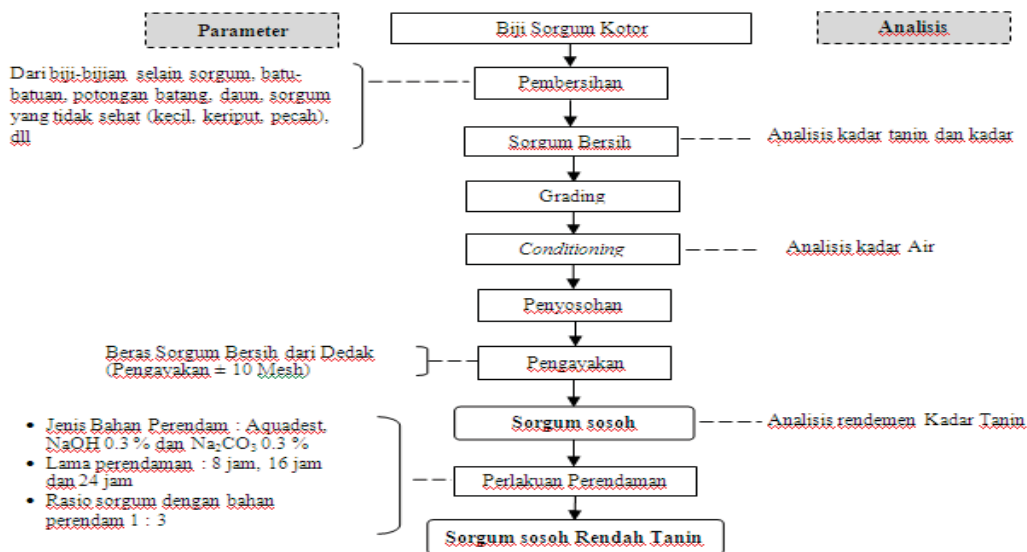 Parameter
Biji Sorgum Kotor
Analisis
Dari biji-bijian selain sorgum, batu-
batuan, potongan batang, daun, sorgum
yang tidak sehat (kecil, keriput, pecah),
dll
Pembersihan
Sorgum Bersih
Analisis kadar tanin dan kadar
Grading
Conditioning
Analisis kadar Air
Penyosohan
Beras Sorgum Bersih dari Dedak
(Pengayakan ± 10 Mesh)
Pengayakan
Sorgum sosoh
Analisis rendemen Kadar Tanin
• Jenis Bahan Perendam : Aquadest,
NaOH 0.3 % dan Na₂CO₃ 0.3 %
• Lama perendaman : 8 jam, 16 jam
dan 24 jam
• Rasio sorgum dengan bahan
perendam 1 : 3
Perlakuan Perendaman
Sorgum sosoh Rendah Tanin